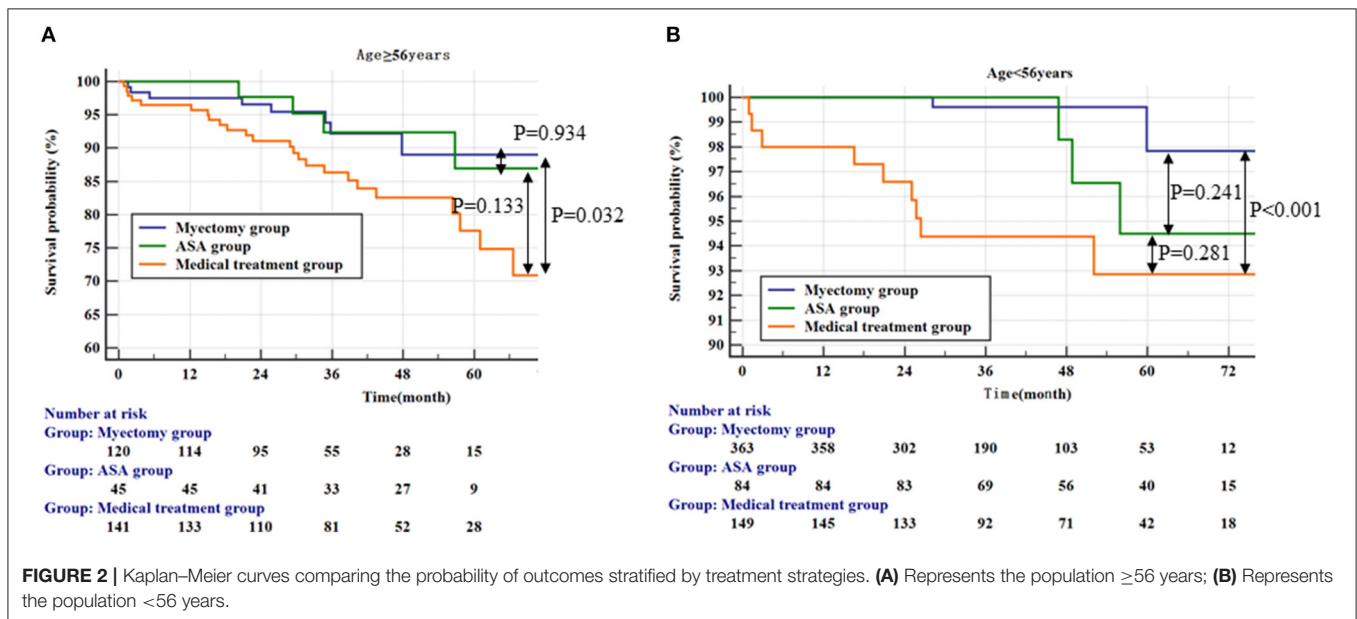 A
Age≥56years
Survival probability (%)
100
95
90
85
80
75
70
65
60
P=0.934
P=0.133
P=0.032
Myectomy group
ASA group
Medical treatment group
0 12 24 36 48 60
Time(month)
Number at risk
Group: Myectomy group
120 114 95 55 28 15
Group: ASA group
45 45 41 33 27 9
Group: Medical treatment group
141 133 110 81 52 28
B
Age<56years
Survival probability (%)
100
99
98
97
96
95
94
93
92
91
90
P=0.241
P<0.001
P=0.281
Myectomy group
ASA group
Medical treatment group
0 12 24 36 48 60 72
Time(month)
Number at risk
Group: Myectomy group
363 358 302 190 103 53 12
Group: ASA group
84 84 83 69 56 40 15
Group: Medical treatment group
149 145 133 92 71 42 18
FIGURE 2 | Kaplan–Meier curves comparing the probability of outcomes stratified by treatment strategies. (A) Represents the population ≥56 years; (B) Represents
the population <56 years.